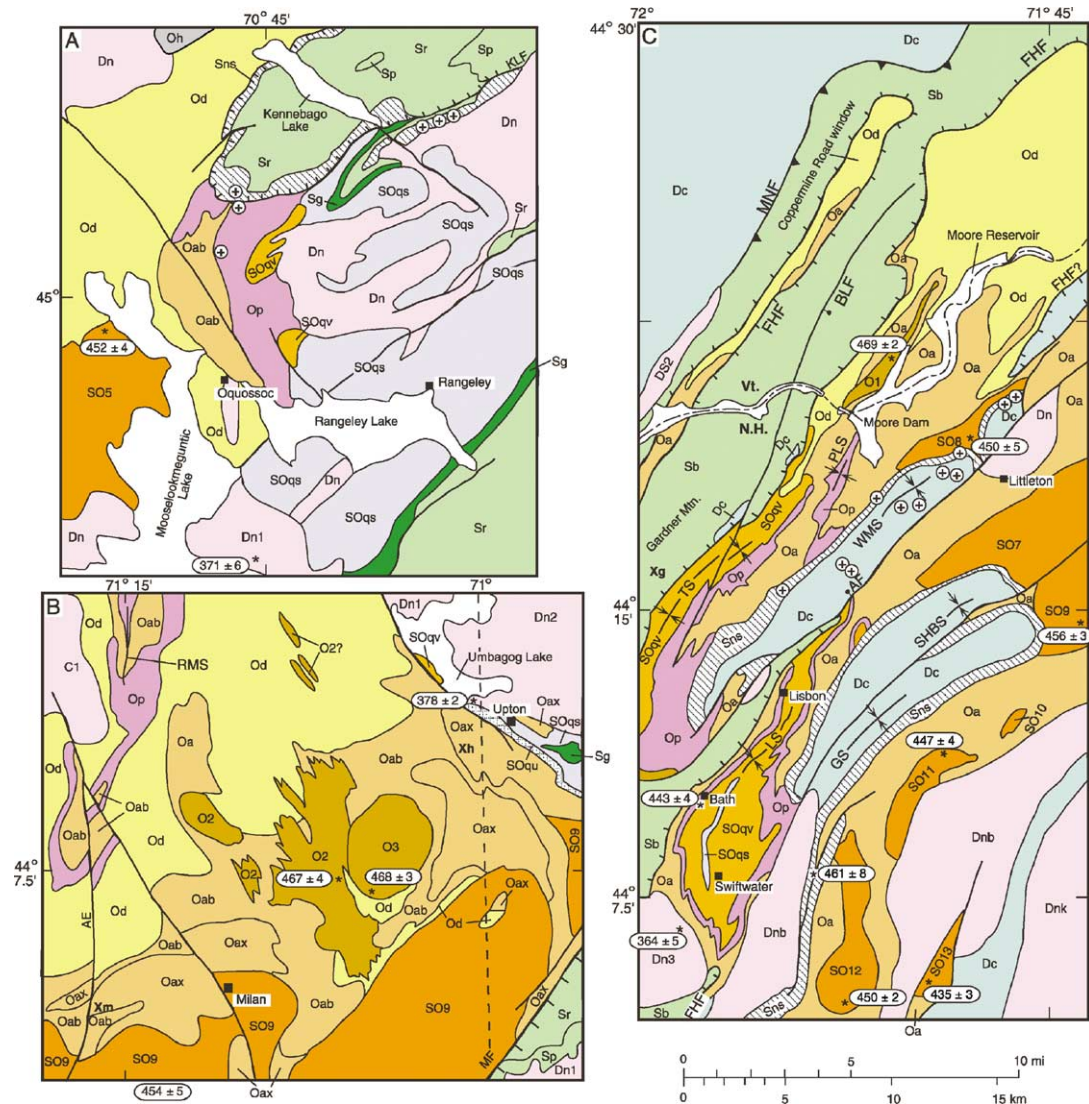 A
70° 45'
Oh
Dn
Sns
Od
Sr
Sp
Sp
KLF
Kennebago
Lake
Sr
Dn
Sg
SOqs
Sr
Od
Oab
SOqv
Dn
SOqs
Dn
45°
Op
Oab
SOqv
452 ± 4
SOqs
Sg
SO5
Oquossoc
Rangeley
Od
Rangeley Lake
Mooselookmeguntic
Lake
SOqs
Dn
SOqs
Sr
Dn
Dn1
371 ± 6
71° 15'
71°
B
Od
Oab
Dn1
Dn2
C1
RMS
O2?
SOqv
Od
Umbagog Lake
Op
378 ± 2
Upton
Oax
Oax
SOqs
Oa
Xh
SOqu
Sg
Od
Oab
Oab
Oab
O2
Od
Oax
O2
O3
SO9
44°
7.5'
O2
467 ± 4
468 ± 3
Oax
Od
Oab
Od
AE
Od
Oab
Oax
Oax
Xm
Oab
Oab
Milan
Oab
SO9
Oax
Sr
SO9
SO9
MF
Sp
Dn1
454 ± 5
Oax
72°
71° 45'
44° 30'
C
Dc
FHF
Sb
Coppermine Road window
Od
Od
MNF
Dc
Oa
Moore Reservoir
Oa
BLF
FHF
Od
FHF?
DS2
469 ± 2
Oa
Oa
Oa
O1
Oa
Vt.
N.H.
Od
Moore Dam
Oa
SO8
Dc
Dn
450 ± 5
Dc
PLS
Sb
Littleton
Gardner Mtn.
Dc
SOqv
Op
WMS
Oa
Oa
SO7
Xg
TS
Op
AF
44°
15'
Oa
SO9
SHBS
456 ± 3
SOqv
Sns
Dc
Oa
Dc
Dc
Lisbon
Sns
Oa
Oa
SO10
Op
GS
447 ± 4
LS
SO11
443 ± 4
Bath
Op
SOqv
Dnb
Sb
SOqs
461 ± 8
Dnk
Swiftwater
Oa
44°
7.5'
Oa
364 ± 5
Dnb
Dn3
SO12
SO13
Dc
FHF
450 ± 2
435 ± 3
Sb
Sns
Oa
0 5 10 mi
0 5 10 15 km